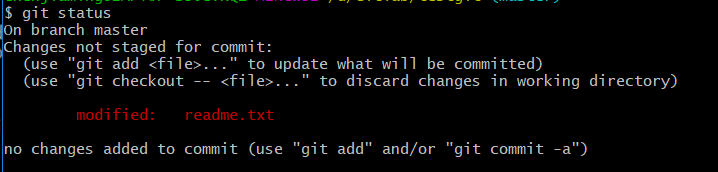 $ git status
On branch master
Changes not staged for commit:
  (use "git add <file>..." to update what will be committed)
  (use "git checkout -- <file>..." to discard changes in working directory)
        modified:   readme.txt
no changes added to commit (use "git add" and/or "git commit -a")